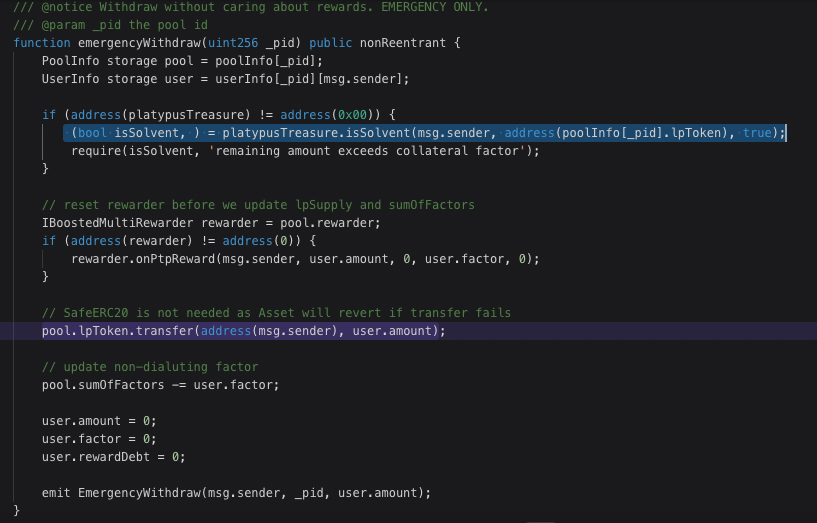 /// @notice Withdraw without caring about rewards. EMERGENCY ONLY.
/// @param _pid the pool id
function emergencyWithdraw(uint256 _pid) public nonReentrant {
PoolInfo storage pool = poolInfo[_pid];
UserInfo storage user = userInfo[_pid][msg.sender];
if (address(platypusTreasure) != address(0x00)) {
(bool isSolvent, ) = platypusTreasure.isSolvent(msg.sender, address(poolInfo[_pid].lpToken), true);
require(isSolvent, 'remaining amount exceeds collateral factor');
}
// reset rewarder before we update lpSupply and sumOfFactors
IBoostedMultiRewarder rewarder = pool.rewarder;
if (address(rewarder) != address(0)) {
rewarder.onPtpReward(msg.sender, user.amount, 0, user.factor, 0);
}
// SafeERC20 is not needed as Asset will revert if transfer fails
pool.lpToken.transfer(address(msg.sender), user.amount);
// update non-dialuting factor
pool.sumOfFactors -= user.factor;
user.amount = 0;
user.factor = 0;
user.rewardDebt = 0;
emit EmergencyWithdraw(msg.sender, _pid, user.amount);
}